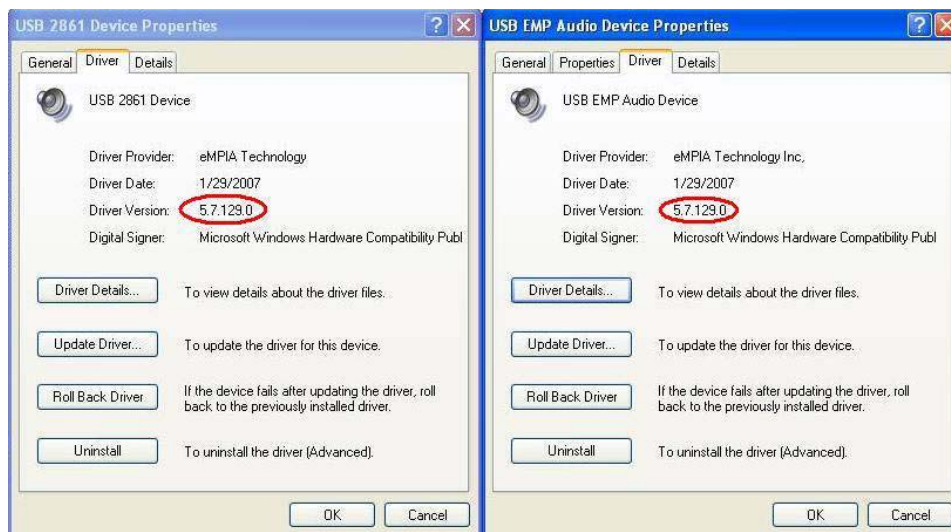 USB 2861 Device Properties
General Driver Details
USB 2861 Device
Driver Provider: eMPIA Technology
Driver Date: 1/29/2007
Driver Version: 5.7.129.0
Digital Signer: Microsoft Windows Hardware Compatibility Publ
Driver Details... To view details about the driver files.
Update Driver... To update the driver for this device.
Roll Back Driver If the device fails after updating the driver, roll
back to the previously installed driver.
Uninstall To uninstall the driver (Advanced).
OK Cancel
USB EMP Audio Device Properties
General Properties Driver Details
USB EMP Audio Device
Driver Provider: eMPIA Technology Inc,
Driver Date: 1/29/2007
Driver Version: 5.7.129.0
Digital Signer: Microsoft Windows Hardware Compatibility Publ
Driver Details... To view details about the driver files.
Update Driver... To update the driver for this device.
Roll Back Driver If the device fails after updating the driver, roll
back to the previously installed driver.
Uninstall To uninstall the driver (Advanced).
OK Cancel